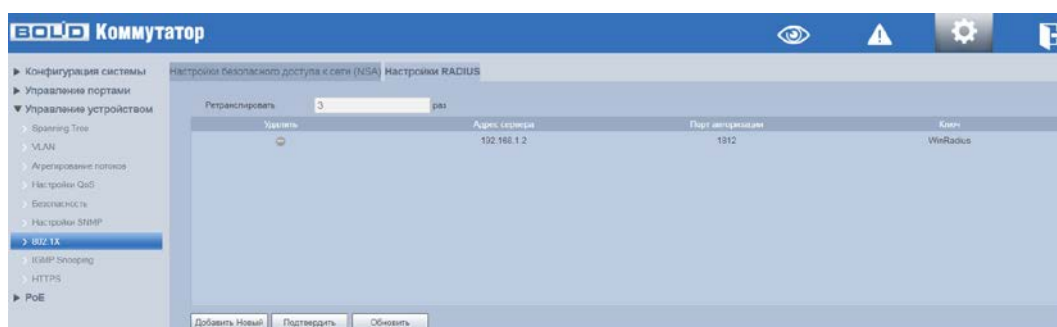 BOLID Коммутатор
Конфигурация системы
Управление портами
Управление устройством
Spanning Tree
VLAN
Агрегирование потоков
Настройки QoS
Безопасность
Настройки SNMP
802.1X
IGMP Snooping
HTTPS
PoE
Настройки безопасного доступа к сети (NSA) Настройки RADIUS
Ретранслировать 3 раз
Удалить Адрес сервера Порт авторизации Ключ
192.168.1.2 1812 WinRadius
Добавить Новый Подтвердить Обновить